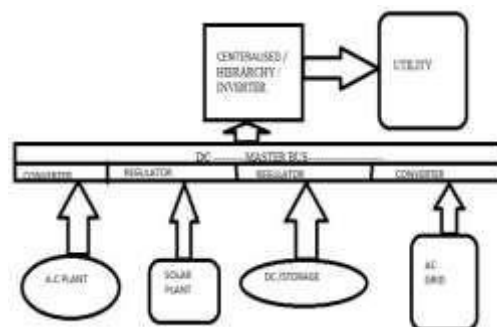 CENTERALISED /
HIERARCHY /
INVERTER
UTILITY
DC ........... MASTER BUS..............................
CONVERTER
REGULATOR
REGULATOR
CONVERTER
A.C PLANT
SOLAR
PLANT
DC /STORAGE
AC
GRID